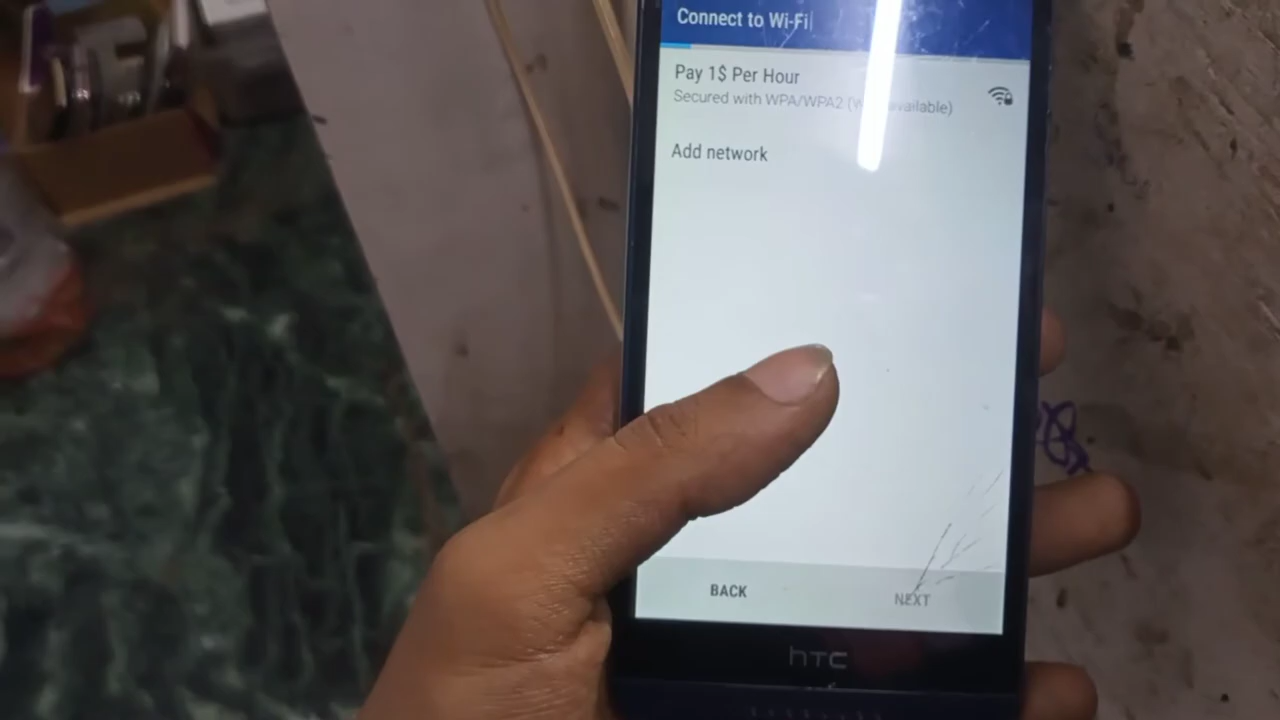 Connect to Wi-Fi
Pay 1$ Per Hour
Secured with WPA/WPA2 ( available)
Add network
BACK
NEXT
hTC